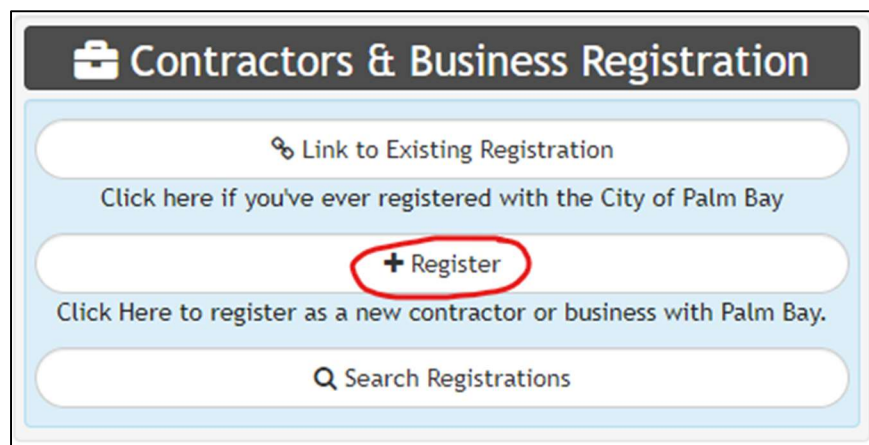 Contractors & Business Registration
Link to Existing Registration
Click here if you've ever registered with the City of Palm Bay
Register
Click Here to register as a new contractor or business with Palm Bay.
Search Registrations